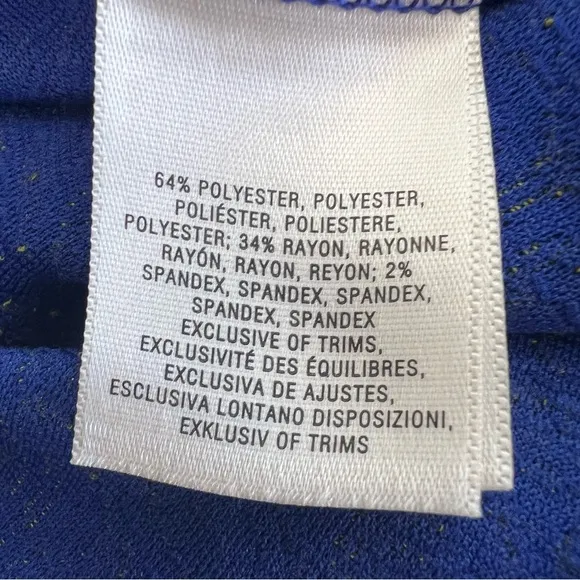 64% POLYESTER, POLYESTER,
POLIÉSTER, POLIESTERE,
POLYESTER; 34% RAYON, RAYONNE,
RAYÓN, RAYON, REYON; 2%
SPANDEX, SPANDEX, SPANDEX,
SPANDEX, SPANDEX
EXCLUSIVE OF TRIMS,
EXCLUSIVITÉ DES ÉQUILIBRES,
EXCLUSIVA DE AJUSTES,
ESCLUSIVA LONTANO DISPOSIZIONI,
EXKLUSIV OF TRIMS